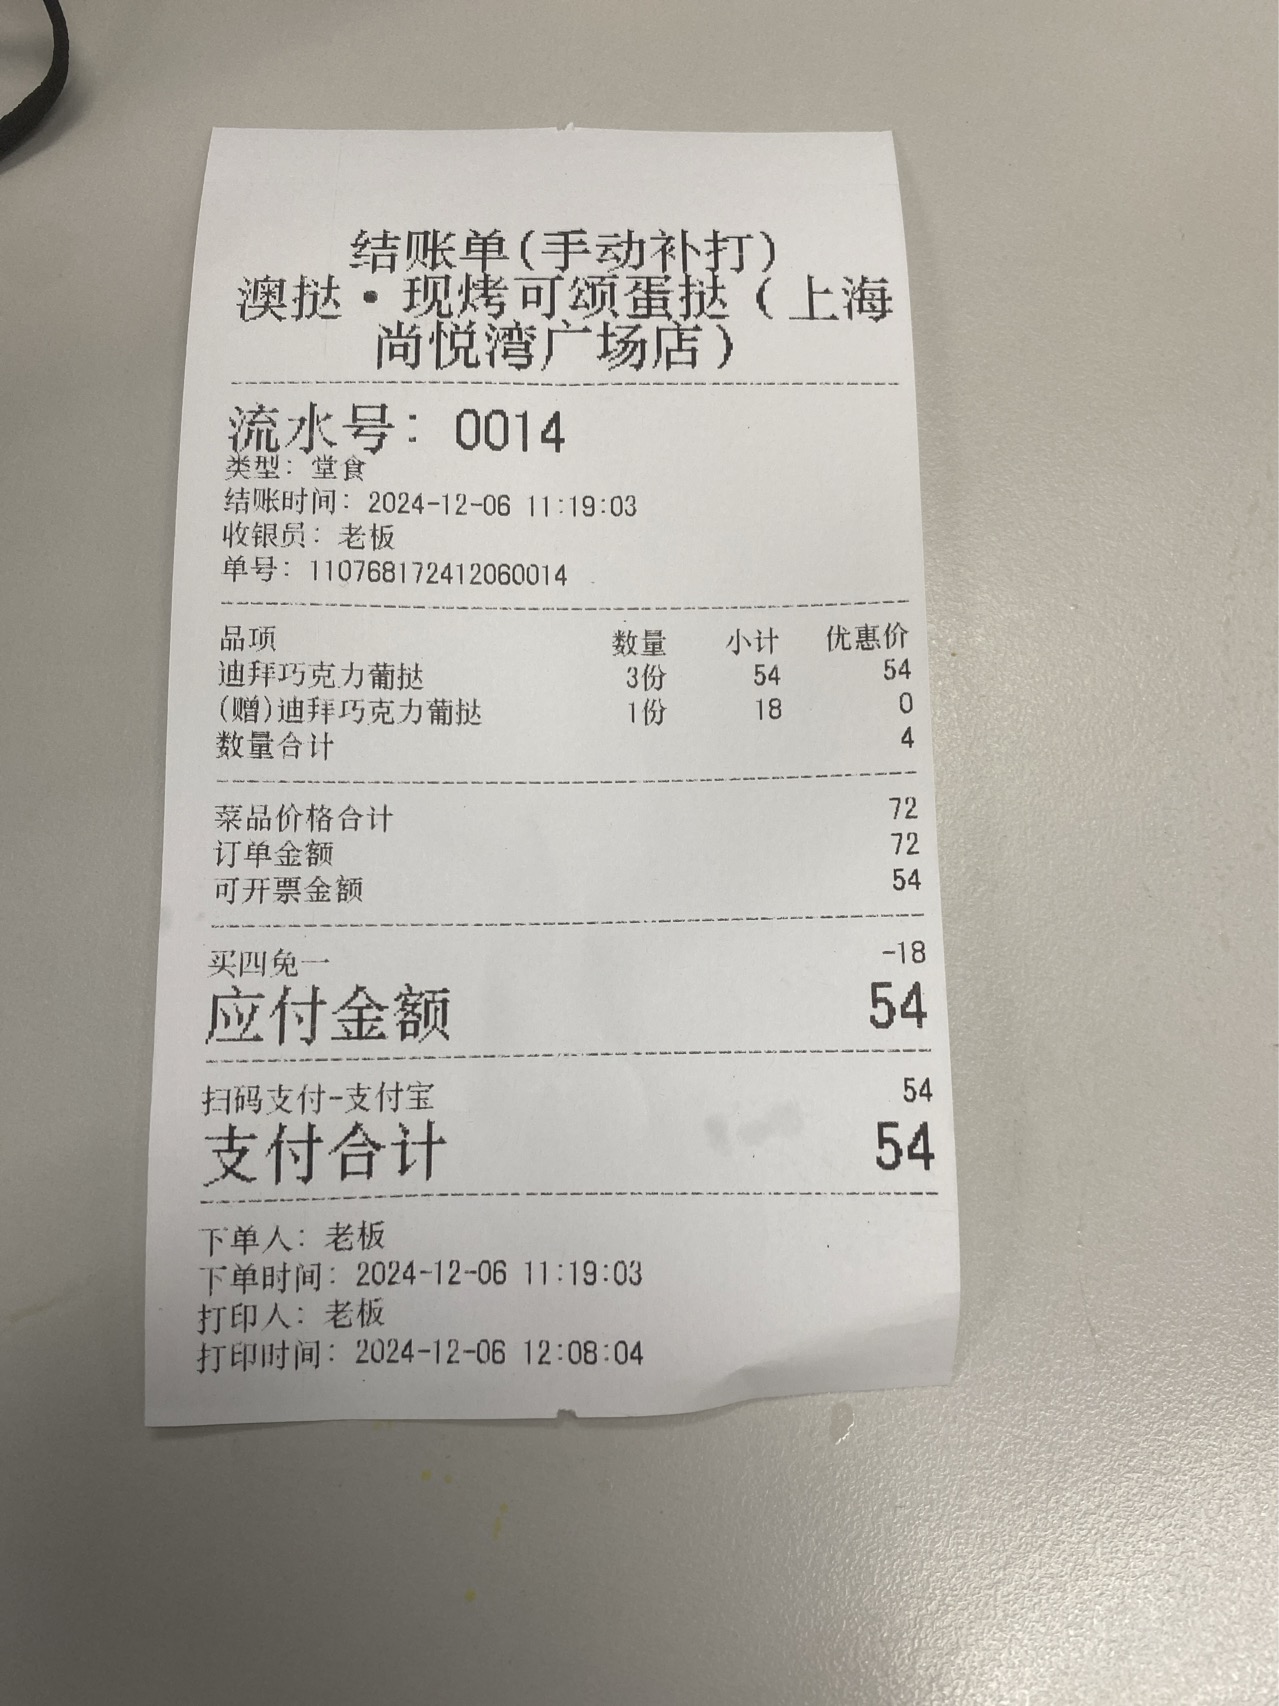 结账单(手动补打)
澳挞·现烤可颂蛋挞(上海
尚悦湾广场店)
流水号: 0014
类型: 堂食
结账时间: 2024-12-06 11:19:03
收银员: 老板
单号: 110768172412060014
品项 数量 小计 优惠价
迪拜巧克力葡挞 3份 54 54
(赠)迪拜巧克力葡挞 1份 18 0
数量合计 4
菜品价格合计 72
订单金额 72
可开票金额 54
买四免一 -18
应付金额 54
扫码支付-支付宝 54
支付合计 54
下单人: 老板
下单时间: 2024-12-06 11:19:03
打印人: 老板
打印时间: 2024-12-06 12:08:04